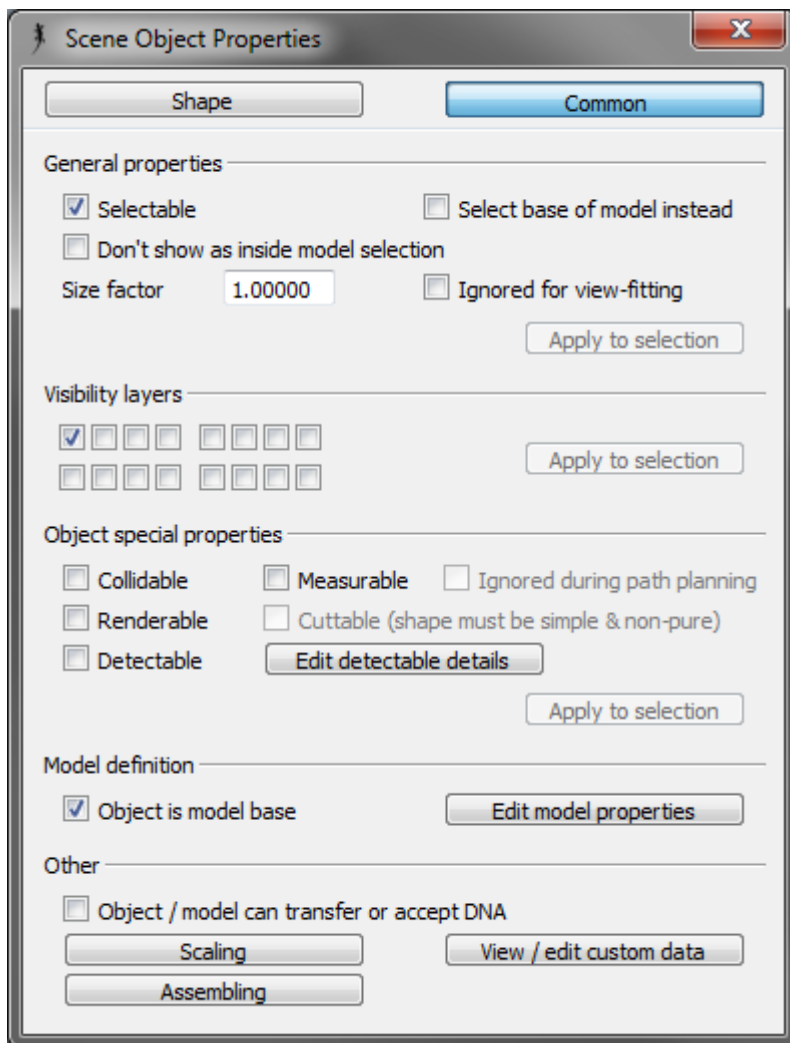 Scene Object Properties
Shape Common
General properties
Selectable Select base of model instead
Don't show as inside model selection
Size factor 1.00000 Ignored for view-fitting
Apply to selection
Visibility layers
Apply to selection
Object special properties
Collidable Measurable Ignored during path planning
Renderable Cuttable (shape must be simple & non-pure)
Detectable Edit detectable details
Apply to selection
Model definition
Object is model base Edit model properties
Other
Object / model can transfer or accept DNA
Scaling View / edit custom data
Assembling